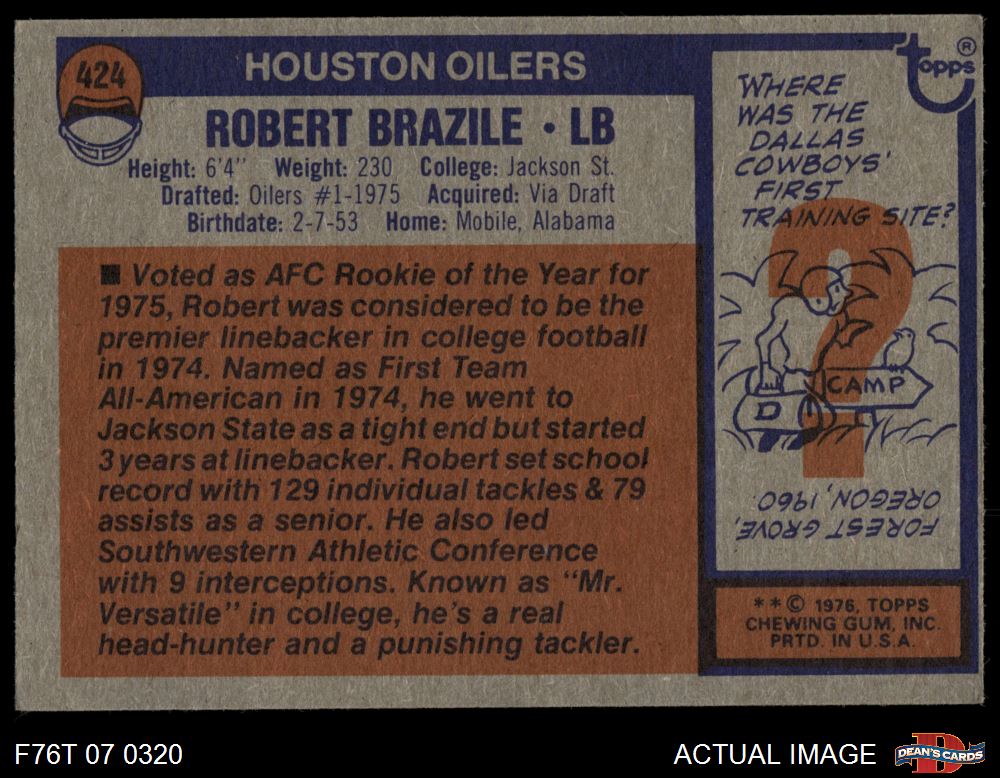 424
HOUSTON OILERS
ROBERT BRAZILE • LB
Height: 6'4" Weight: 230 College: Jackson St.
Drafted: Oilers #1-1975 Acquired: Via Draft
Birthdate: 2-7-53 Home: Mobile, Alabama
■ Voted as AFC Rookie of the Year for
1975, Robert was considered to be the
premier linebacker in college football
in 1974. Named as First Team
All-American in 1974, he went to
Jackson State as a tight end but started
3 years at linebacker. Robert set school
record with 129 individual tackles & 79
assists as a senior. He also led
Southwestern Athletic Conference
with 9 interceptions. Known as "Mr.
Versatile" in college, he's a real
head-hunter and a punishing tackler.
topps ®
WHERE
WAS THE
DALLAS
COWBOYS'
FIRST
TRAINING SITE?
?
CAMP
D
FOREST GROVE,
OREGON, 1960.
* * © 1976, TOPPS
CHEWING GUM, INC.
PRTD. IN U.S.A.
F76T 07 0320
ACTUAL IMAGE
DEAN'S CARDS